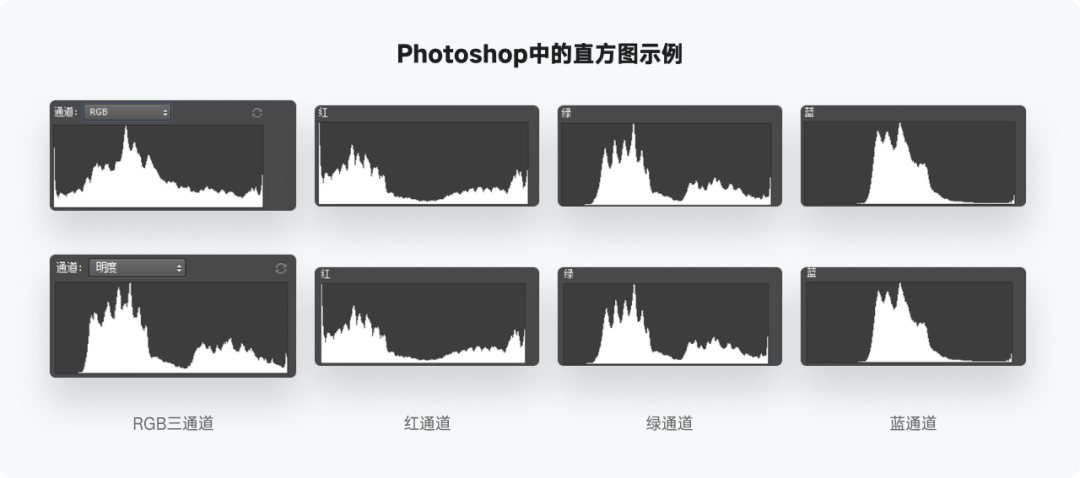 Photoshop中的直方图示例
通道: RGB
红
绿
蓝
通道: 明度
红
绿
蓝
RGB三通道
红通道
绿通道
蓝通道